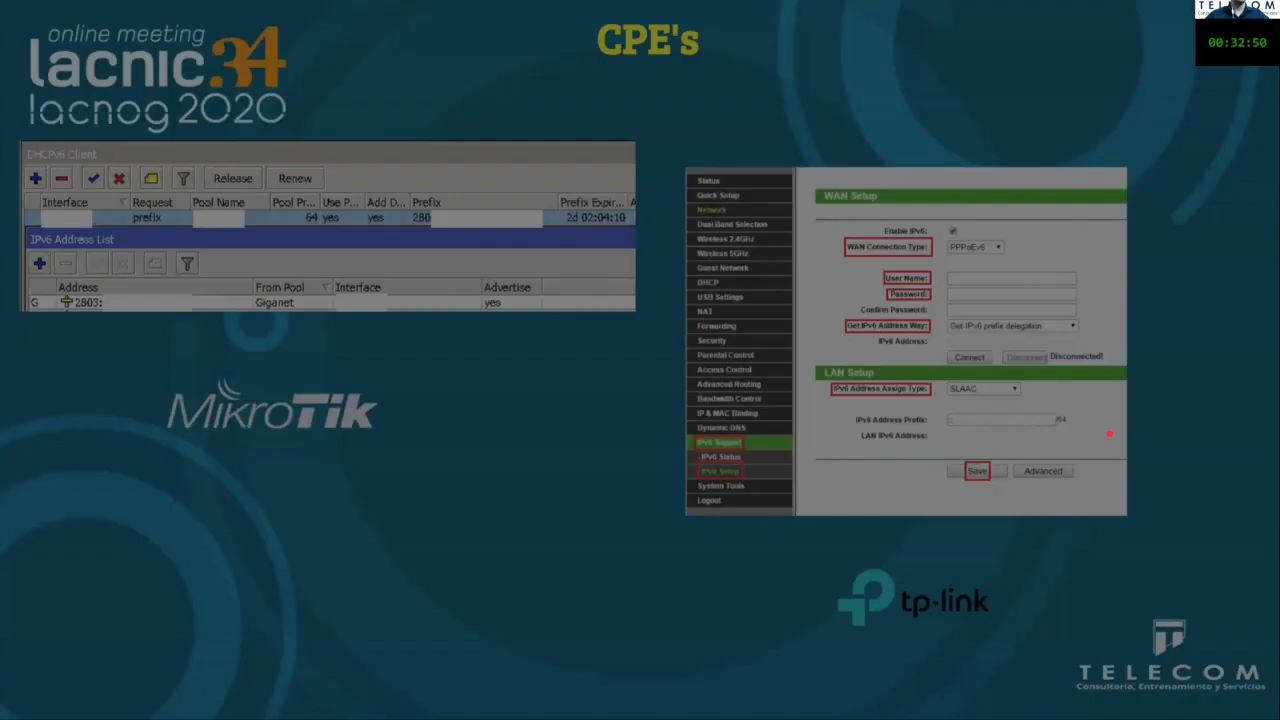 online meeting
lacnic 34
lacnog 2020
CPE's
TELECOM
00:32:50
DHCPv6 Client
Release Renew
Interface Request Pool Name Pool Pr... Use P... Add D... Prefix Prefix Expir...
prefix 64 yes yes 280 2d 02:04:10
IPv6 Address List
Address From Pool Interface Advertise
G 2803: Giganet yes
MikroTik
Status
Quick Setup
Network
Dual Band Selection
Wireless 2.4GHz
Wireless 5GHz
Guest Network
DHCP
USB Settings
NAT
Forwarding
Security
Parental Control
Access Control
Advanced Routing
Bandwidth Control
IP & MAC Binding
Dynamic DNS
IPv6 Support
- IPv6 Status
- IPv6 Setup
System Tools
Logout
WAN Setup
Enable IPv6:
WAN Connection Type: PPPoEv6
User Name:
Password:
Confirm Password:
Get IPv6 Address Way: Get IPv6 prefix delegation
IPv6 Address:
Connect Disconnect Disconnected!
LAN Setup
IPv6 Address Assign Type: SLAAC
IPv6 Address Prefix: /64
LAN IPv6 Address:
Save Advanced
tp-link
TELECOM
Consultoría, Entrenamiento y Servicios